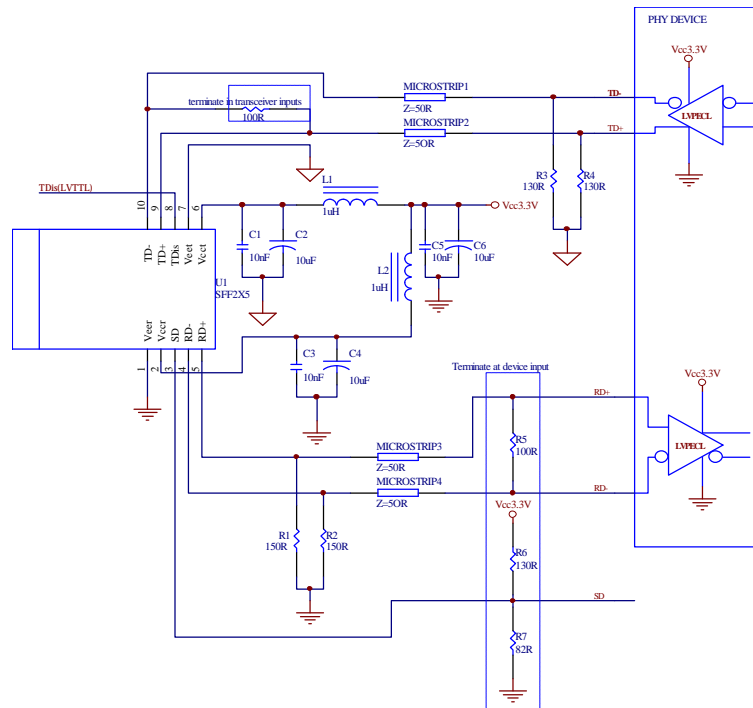 PHY DEVICE
Vcc3.3V
MICROSTRIP1
TD-
terminate in transceiver inputs
Z=50R
LVPECL
100R
MICROSTRIP2
TD+
Z=5OR
R3
130R
R4
130R
TDis(LVTTL)
L1
1uH
Vcc3.3V
10
9
8
7
6
C1
10nF
C2
10uF
C5
10nF
C6
10uF
L2
1uH
TD-
TD+
TDis
Veet
Vcct
U1
SFF2X5
Veer
Vccr
SD
RD-
RD+
1
2
3
4
5
C3
10nF
C4
10uF
Terminate at device input
Vcc3.3V
RD+
MICROSTRIP3
Z=50R
R5
100R
LVPECL
MICROSTRIP4
Z=5OR
RD-
Vcc3.3V
R1
150R
R2
150R
R6
130R
SD
R7
82R